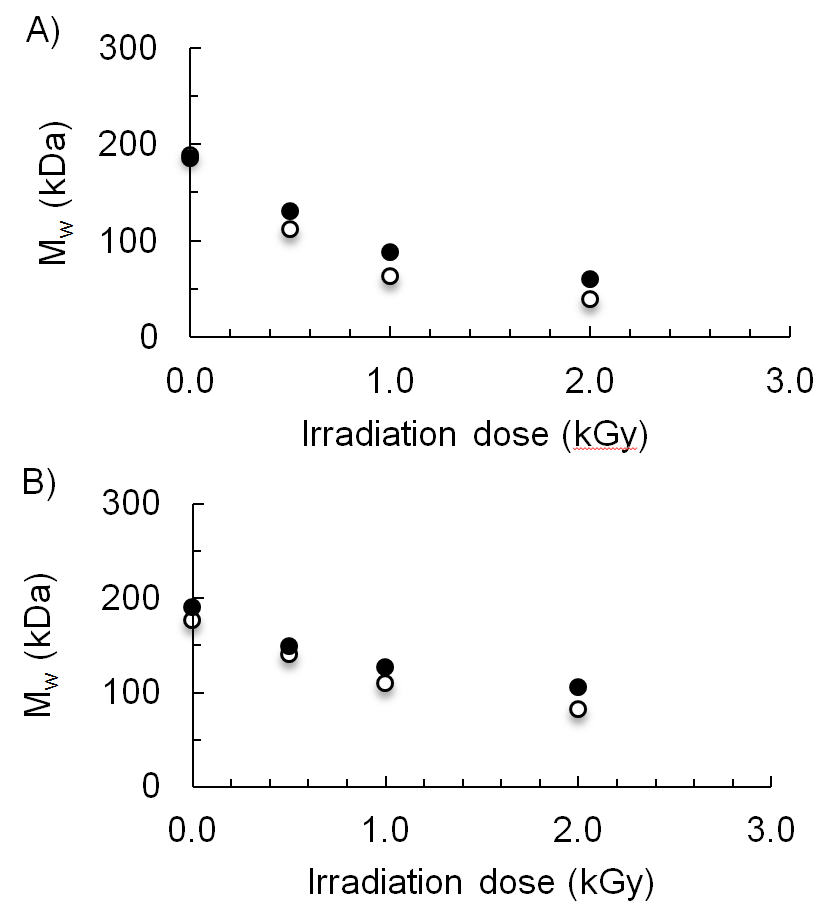 A)
300
200
100
0
Mw (kDa)
0.0 1.0 2.0 3.0
Irradiation dose (kGy)
B)
300
200
100
0
Mw (kDa)
0.0 1.0 2.0 3.0
Irradiation dose (kGy)